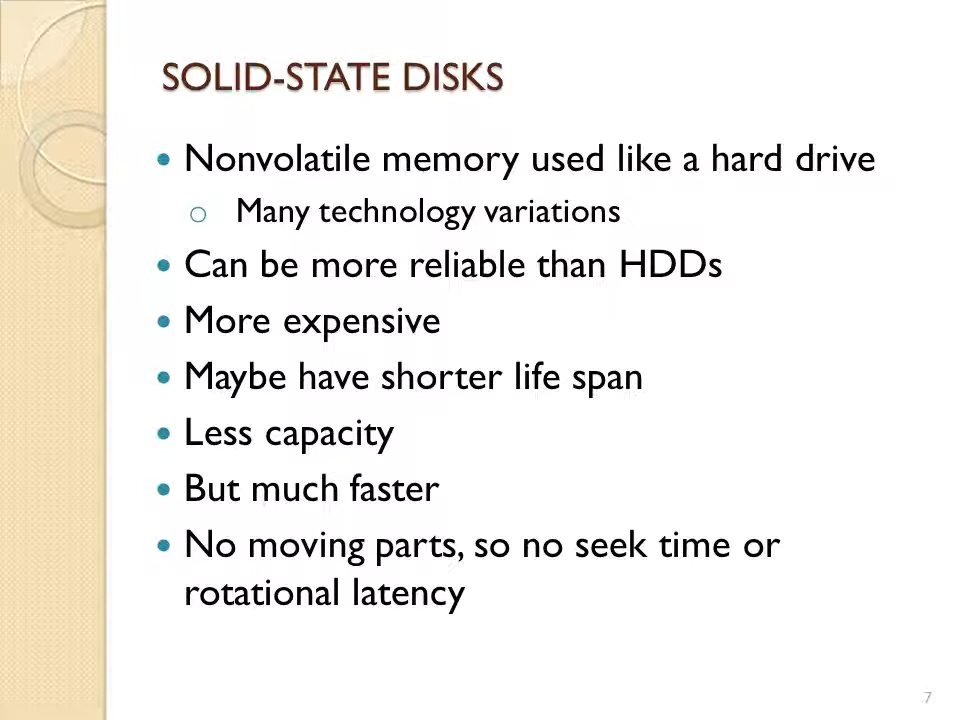 SOLID-STATE DISKS
• Nonvolatile memory used like a hard drive
o Many technology variations
• Can be more reliable than HDDs
• More expensive
• Maybe have shorter life span
• Less capacity
• But much faster
• No moving parts, so no seek time or
rotational latency
7